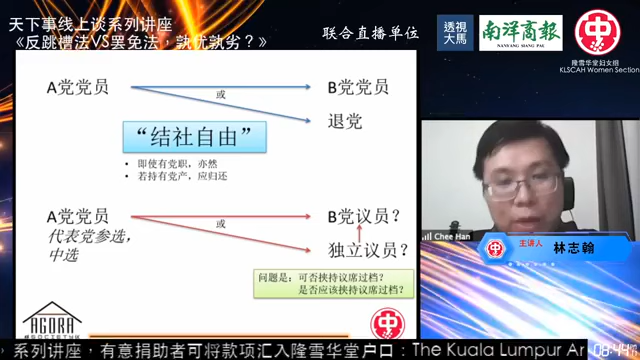 天下事线上谈系列讲座
《反跳槽法VS罢免法，孰优孰劣？》
联合直播单位
透視大馬
南洋商報
NANYANG SIANG PAU
隆雪华堂妇女组
KLSCAH Women Section
A党党员
或
B党党员
退党
“结社自由”
• 即使有党职，亦然
• 若持有党产，应归还
A党党员
代表党参选，
中选
或
B党议员？
独立议员？
问题是：可否挟持议席过档？
是否应该挟持议席过档？
AGORA
SOCIETY
Chee Han
主讲人
林志翰
系列讲座，有意捐助者可将款项汇入隆雪华堂户口：The Kuala Lumpur Ar